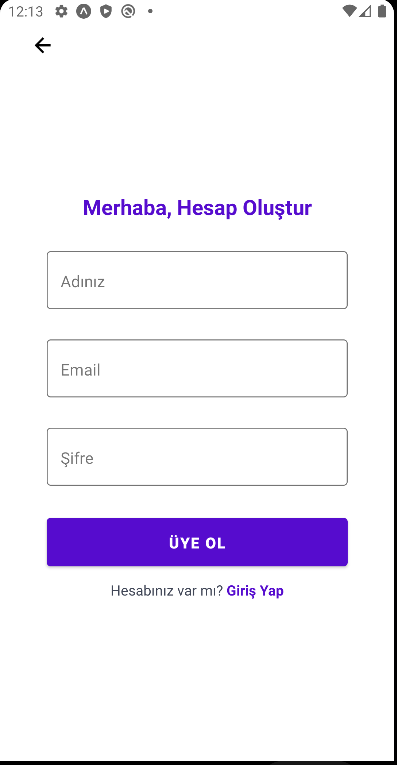 12:13
Merhaba, Hesap Oluştur
Adınız
Email
Şifre
ÜYE OL
Hesabınız var mı? Giriş Yap